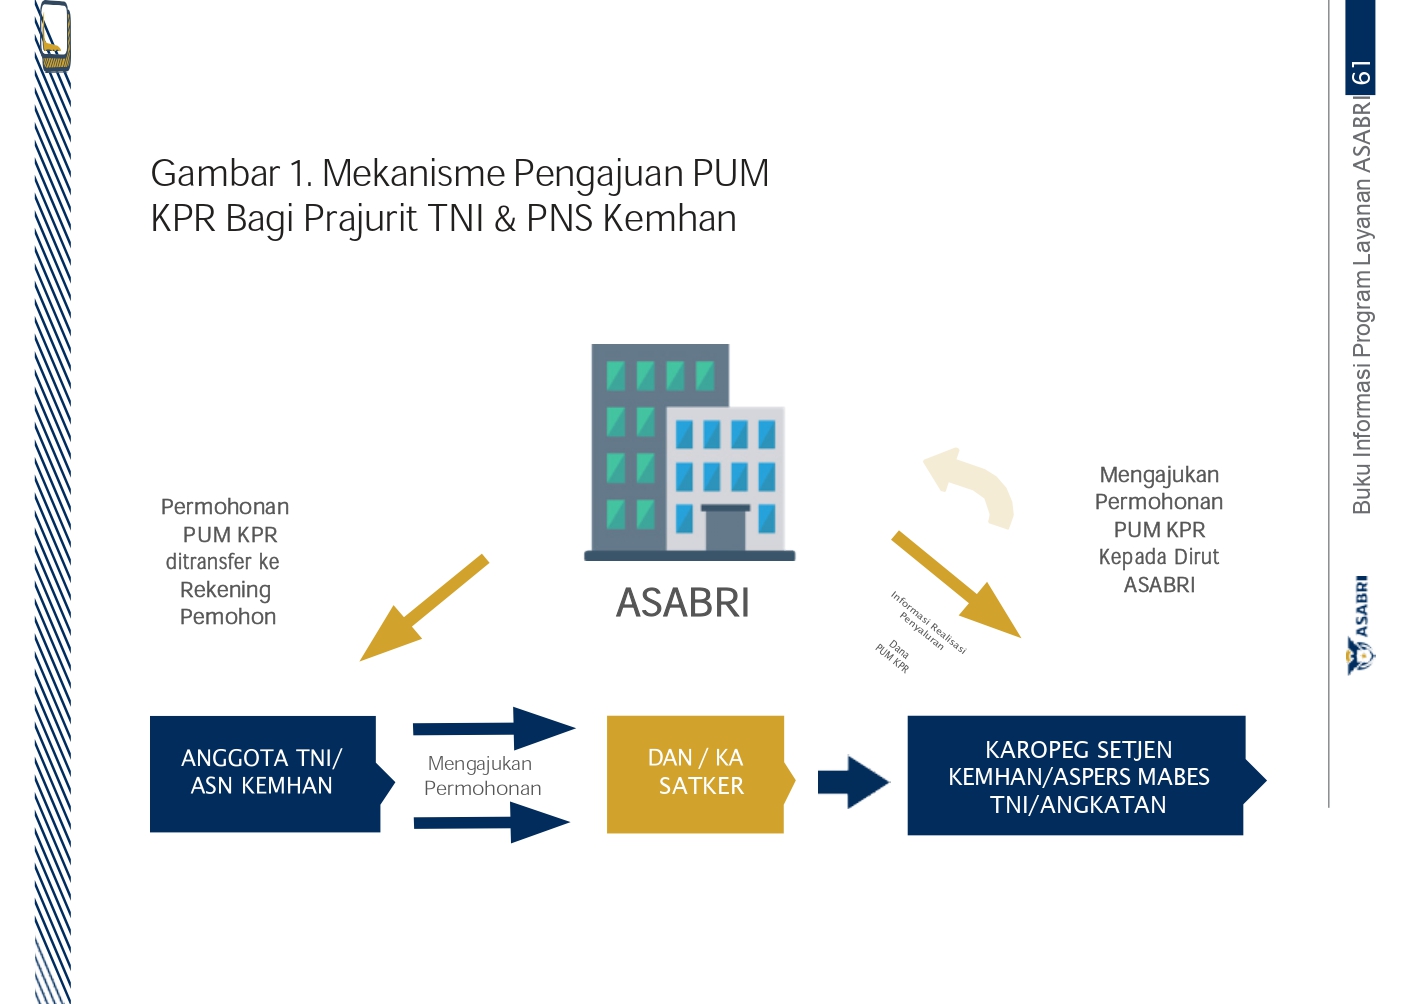 Gambar 1. Mekanisme Pengajuan PUM
KPR Bagi Prajurit TNI & PNS Kemhan
Permohonan
PUM KPR
ditransfer ke
Rekening
Pemohon
ASABRI
Mengajukan
Permohonan
PUM KPR
Kepada Dirut
ASABRI
Informasi Realisasi
Penyaluran
Dana
PUM KPR
ANGGOTA TNI/
ASN KEMHAN
Mengajukan
Permohonan
DAN / KA
SATKER
KAROPEG SETJEN
KEMHAN/ASPERS MABES
TNI/ANGKATAN
Buku Informasi Program Layanan ASABRI 61
ASABRI